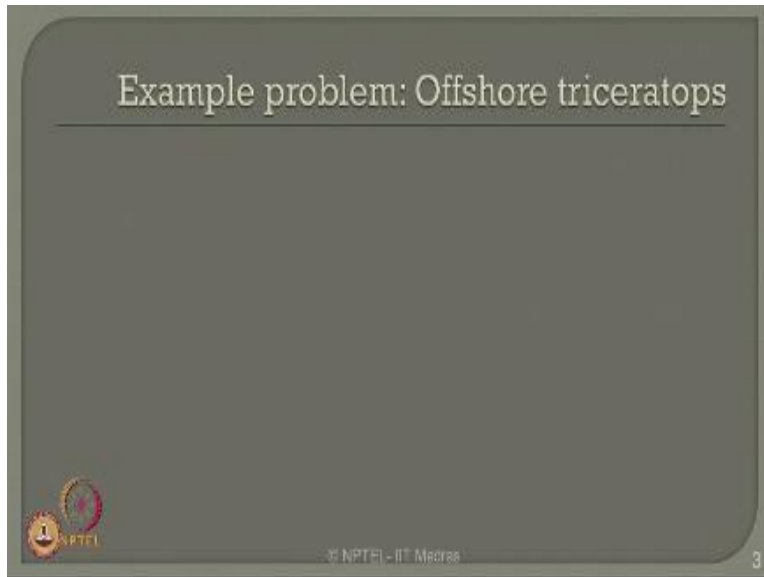 Example problem: Offshore triceratops
NPTEL
© NPTEL - IIT Madras
3